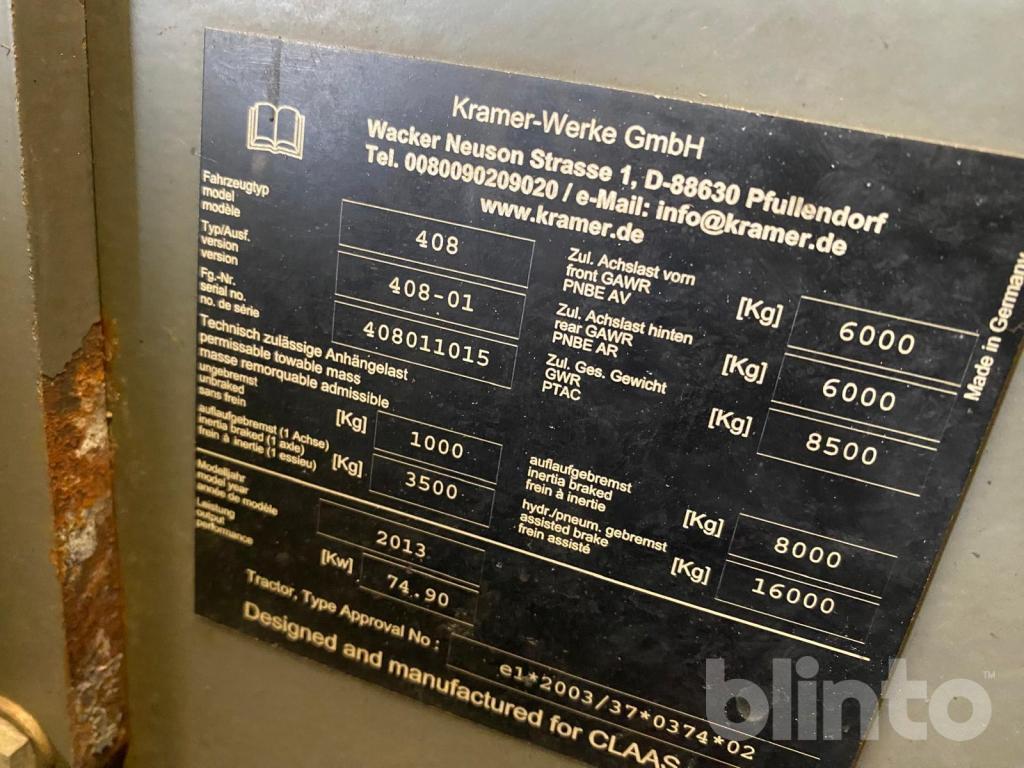 Kramer-Werke GmbH
Wacker Neuson Strasse 1, D-88630 Pfullendorf
Tel. 0080090209020 / e-Mail: info@kramer.de
www.kramer.de
Fahrzeugtyp
model
modèle
408
Typ/Ausf.
version
version
408-01
Fg.-Nr.
serial no.
no. de série
408011015
Technisch zulässige Anhängelast
permissable towable mass
masse remorquable admissible
ungebremst
unbraked
sans frein
[Kg] 1000
auflaufgebremst (1 Achse)
inertia braked (1 axle)
frein à inertie (1 essieu)
[Kg] 3500
Modelljahr
model year
année de modèle
2013
Leistung
output
performance
[Kw] 74.90
Zul. Achslast vorn
front GAWR
PNBE AV
[Kg] 6000
Zul. Achslast hinten
rear GAWR
PNBE AR
[Kg] 6000
Zul. Ges. Gewicht
GWR
PTAC
[Kg] 8500
auflaufgebremst
inertia braked
frein à inertie
[Kg] 8000
hydr./pneum. gebremst
assisted brake
frein assisté
[Kg] 16000
Tractor, Type Approval No :
e1*2003/37*0374*02
Designed and manufactured for CLAAS
Made in Germany
blinto™